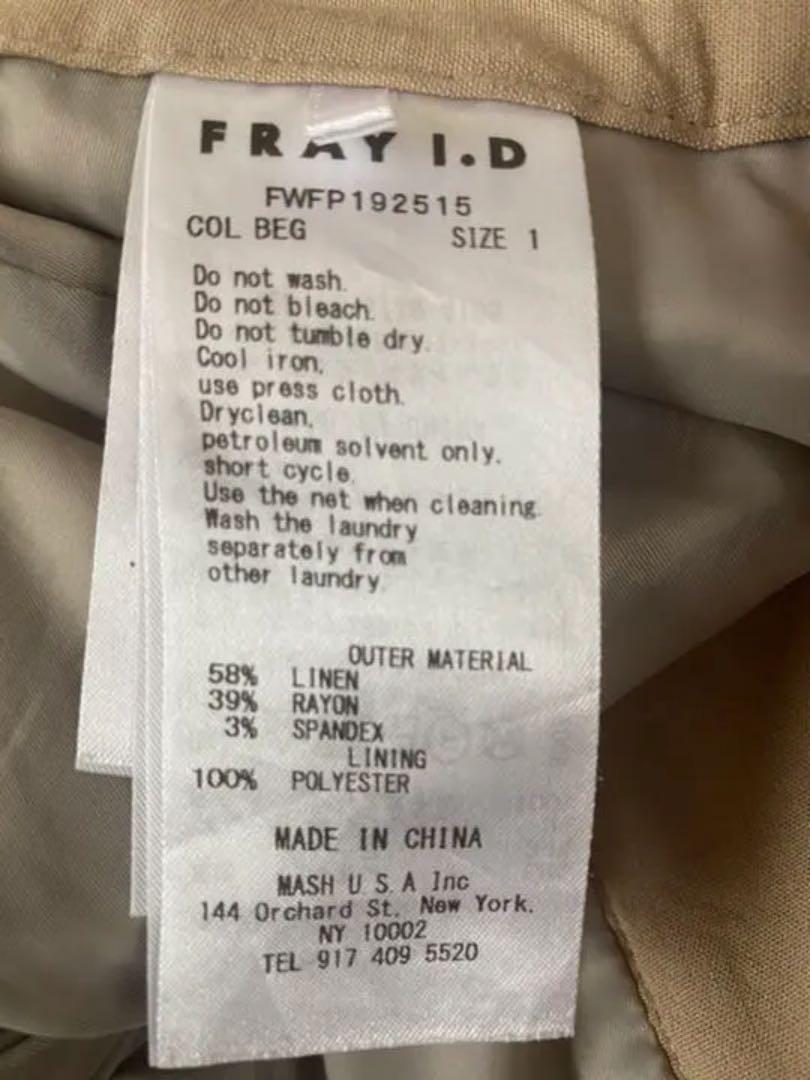 FRAY I.D
FWFP192515
COL BEG SIZE 1
Do not wash.
Do not bleach.
Do not tumble dry.
Cool iron,
use press cloth.
Dryclean,
petroleum solvent only.
short cycle.
Use the net when cleaning.
Wash the laundry
separately from
other laundry.
OUTER MATERIAL
58% LINEN
39% RAYON
3% SPANDEX
LINING
100% POLYESTER
MADE IN CHINA
MASH U.S.A Inc
144 Orchard St. New York.
NY 10002
TEL 917 409 5520